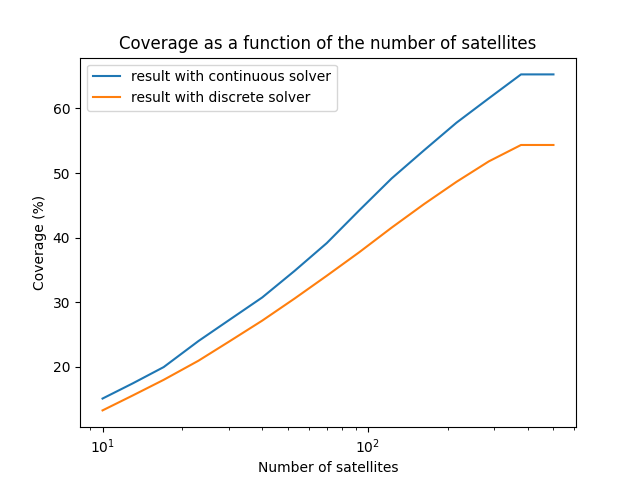 Coverage as a function of the number of satellites
result with continuous solver
result with discrete solver
Coverage (%)
60
50
40
30
20
10¹
10²
Number of satellites